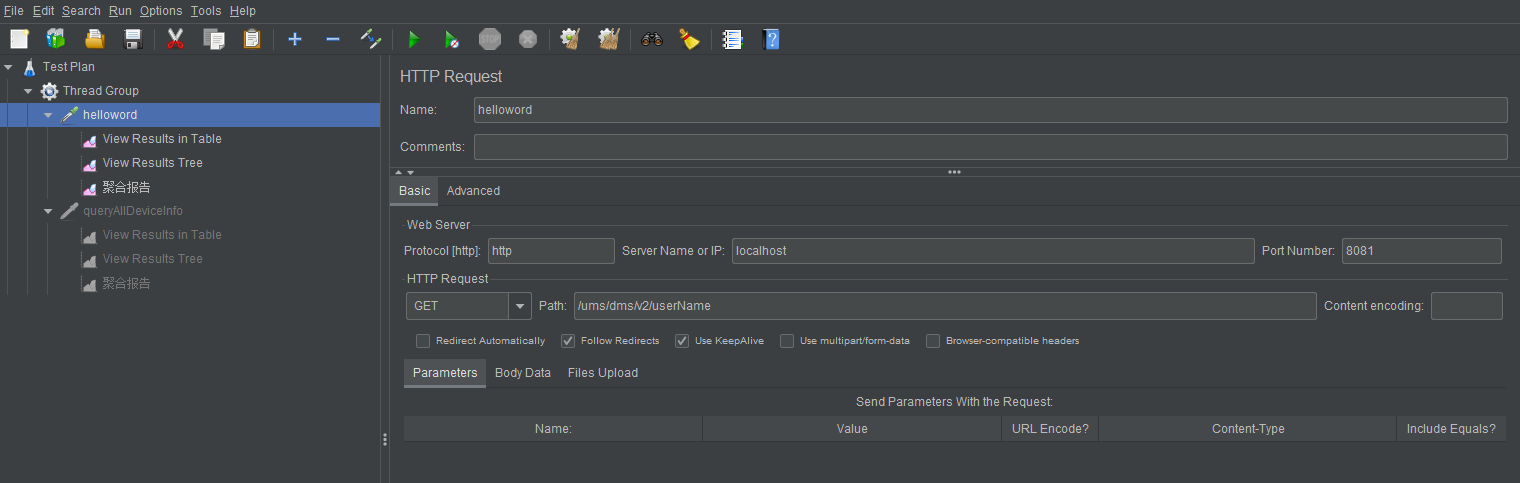 File Edit Search Run Options Tools Help
STOP
Test Plan
Thread Group
helloword
View Results in Table
View Results Tree
聚合报告
queryAllDeviceInfo
View Results in Table
View Results Tree
聚合报告
HTTP Request
Name: helloword
Comments:
Basic Advanced
Web Server
Protocol [http]: http Server Name or IP: localhost Port Number: 8081
HTTP Request
GET Path: /ums/dms/v2/userName Content encoding:
Redirect Automatically Follow Redirects Use KeepAlive Use multipart/form-data Browser-compatible headers
Parameters Body Data Files Upload
Send Parameters With the Request:
Name: Value URL Encode? Content-Type Include Equals?